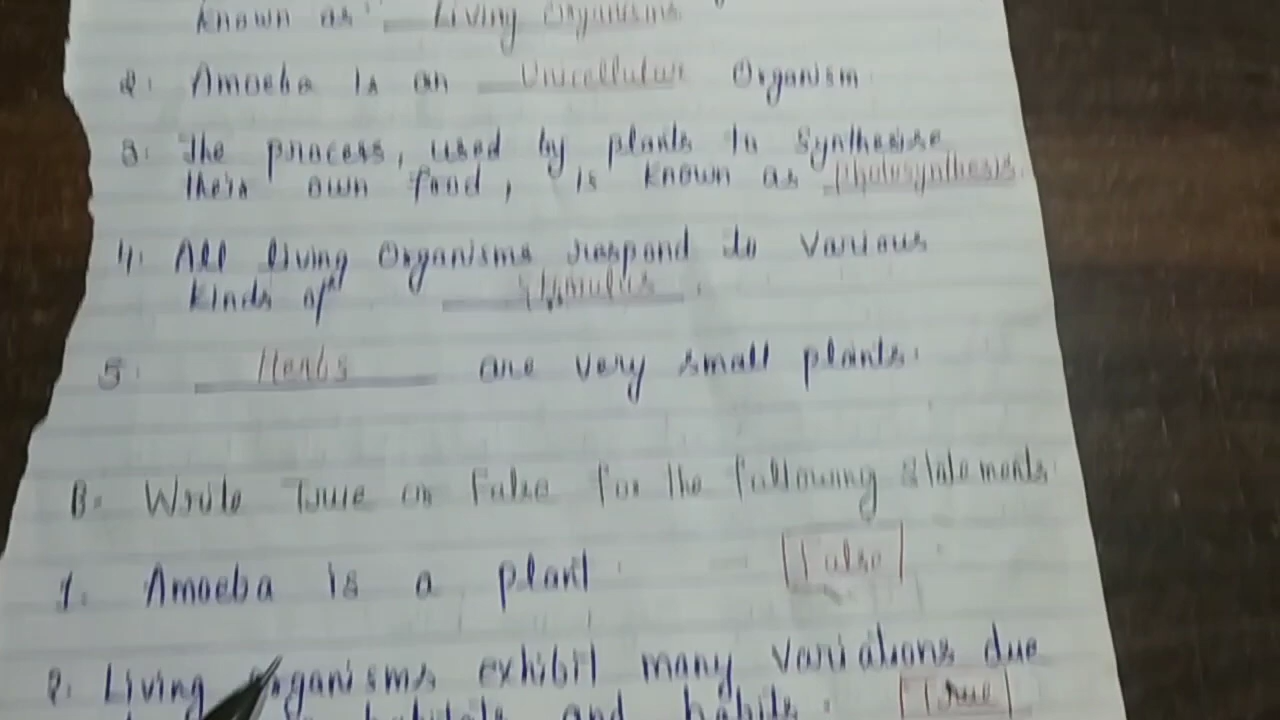 known as "Living Organisms"
2. Amoeba is an Unicellular Organism.
3. The process, used by plants to synthesise
their own food, is known as Photosynthesis.
4. All living Organisms respond to various
kinds of stimulus.
5. Herbs are very small plants.
B. Write True or False for the following statements.
1. Amoeba is a plant. [False]
2. Living organisms exhibit many variations due
habitats and habits. [True]